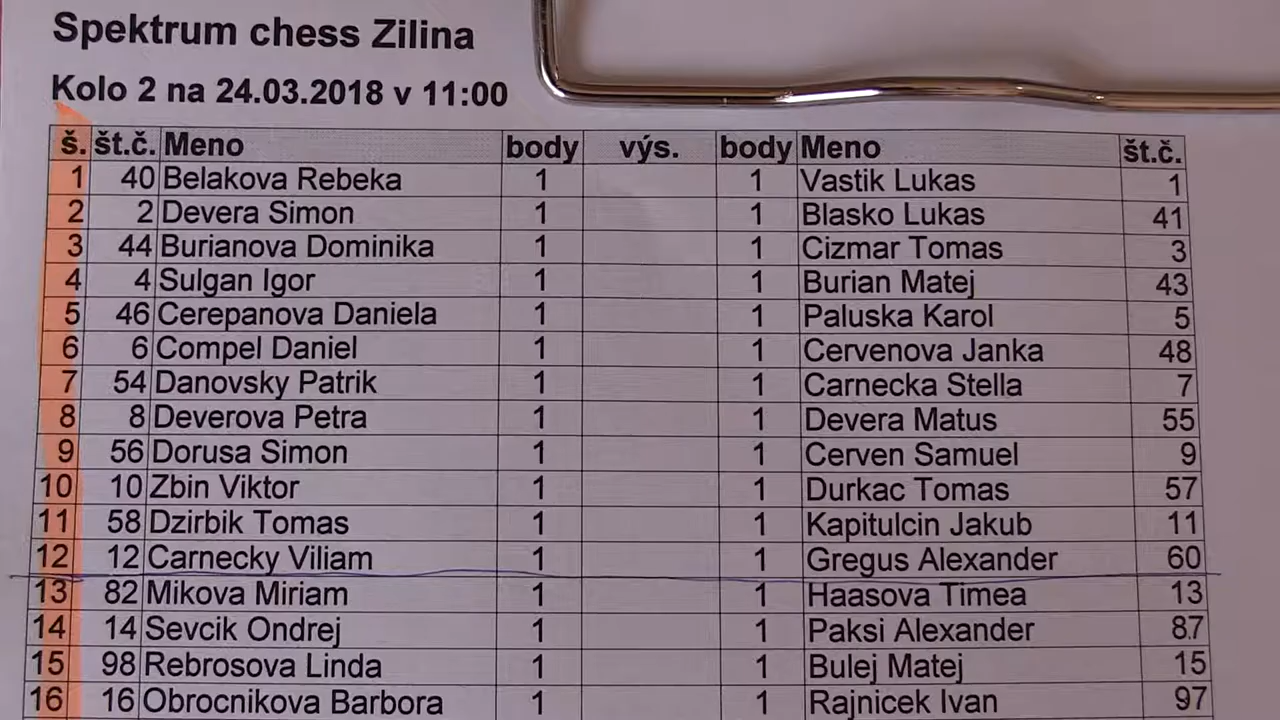 Spektrum chess Zilina
Kolo 2 na 24.03.2018 v 11:00
š. št.č. Meno body výs. body Meno št.č.
1 40 Belakova Rebeka 1 1 Vastik Lukas 1
2 2 Devera Simon 1 1 Blasko Lukas 41
3 44 Burianova Dominika 1 1 Cizmar Tomas 3
4 4 Sulgan Igor 1 1 Burian Matej 43
5 46 Cerepanova Daniela 1 1 Paluska Karol 5
6 6 Compel Daniel 1 1 Cervenova Janka 48
7 54 Danovsky Patrik 1 1 Carnecka Stella 7
8 8 Deverova Petra 1 1 Devera Matus 55
9 56 Dorusa Simon 1 1 Cerven Samuel 9
10 10 Zbin Viktor 1 1 Durkac Tomas 57
11 58 Dzirbik Tomas 1 1 Kapitulcin Jakub 11
12 12 Carnecky Viliam 1 1 Gregus Alexander 60
13 82 Mikova Miriam 1 1 Haasova Timea 13
14 14 Sevcik Ondrej 1 1 Paksi Alexander 87
15 98 Rebrosova Linda 1 1 Bulej Matej 15
16 16 Obrocnikova Barbora 1 1 Rajnicek Ivan 97